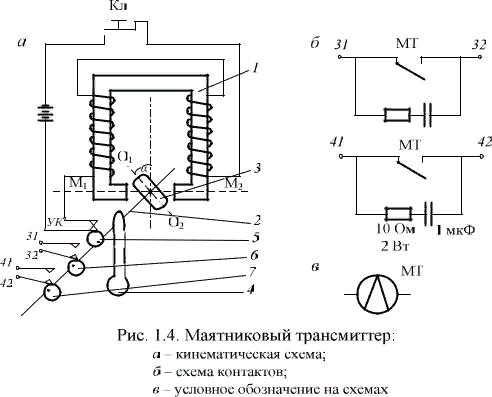 а
Кл
1
α
О₁
М₁
М₂
3
О₂
2
УК
31
5
32
6
41
7
42
4
б
31
МТ
32
41
МТ
42
10 Ом
2 Вт
1 мкФ
в
МТ
Рис. 1.4. Маятниковый трансмиттер:
а – кинематическая схема;
б – схема контактов;
в – условное обозначение на схемах